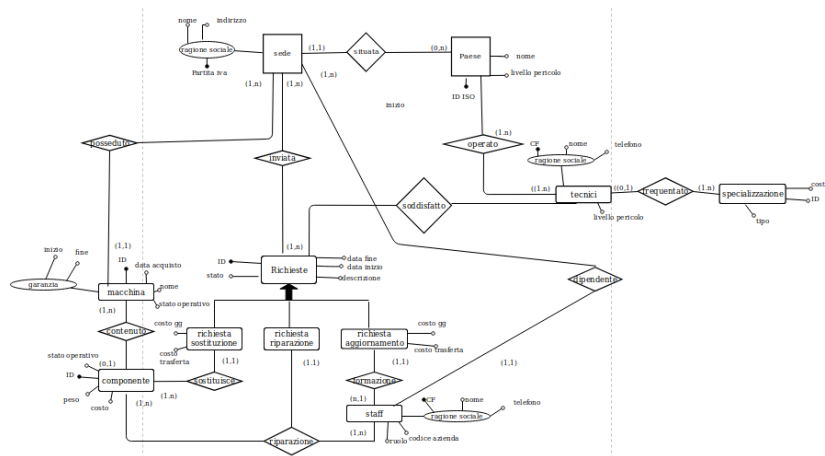 nome
indirizzo
ragione sociale
Partita iva
sede
(1,1)
situata
(0,n)
Paese
nome
livello pericolo
ID ISO
(1,n)
(1,n)
(1,n)
inizio
posseduto
inviata
operato
(1.n)
CF
nome
telefono
ragione sociale
((1.n)
tecnici
((0,1)
frequentato
(1.n)
specializzazione
cost
ID
tipo
livello pericolo
soddisfatto
(1,n)
ID
stato
Richieste
data fine
data inizio
descrizione
dipendente
inizio
fine
garanzia
(1,1)
ID
data acquisto
macchina
nome
stato operativo
(1,n)
contenuto
costo gg
costo
trasferta
richiesta
sostituzione
richiesta
riparazione
richiesta
aggiornamento
costo gg
costo trasferta
stato operativo
(0,1)
ID
componente
peso
costo
(1,n)
(1.n)
sostituisce
(1,1)
(1.1)
(1,1)
(1,1)
formazione
(n,1)
staff
CF
nome
telefono
ragione sociale
ruolo
codice azienda
(1,n)
riparazione